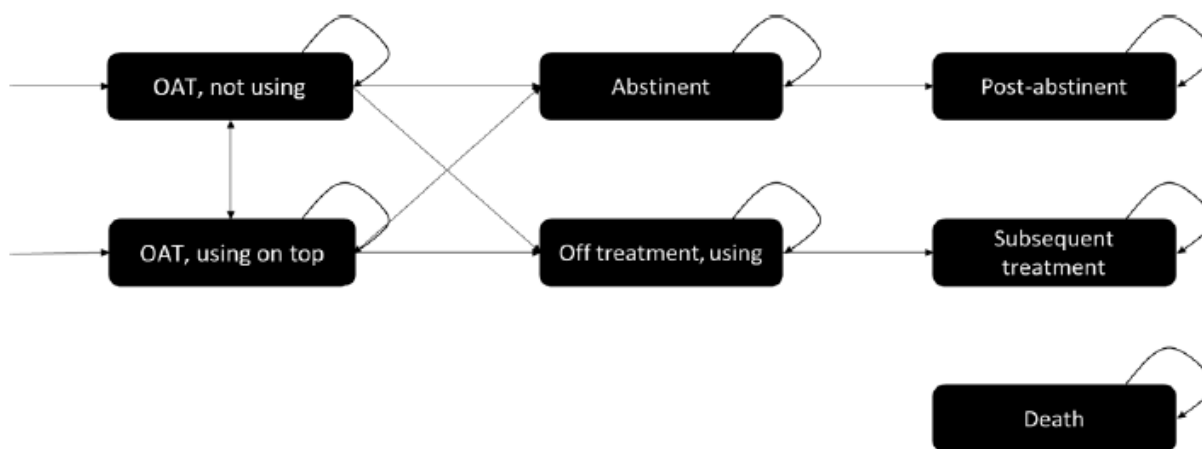 OAT, not using
Abstinent
Post-abstinent
OAT, using on top
Off treatment, using
Subsequent
treatment
Death